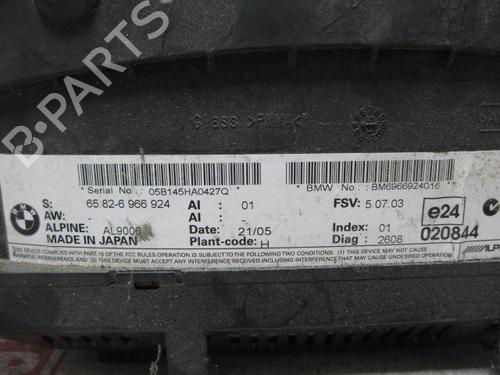 Glass >PMMA<
* Serial No : 05B145HA0427Q *
* BMW No : BM6966924016 *
S: 65.82-6 966 924 AI : 01 FSV: 5.07.03
AW: - AI : -
ALPINE: AL9006 Date: 21/05 Index: 01
MADE IN JAPAN Plant-code: H Diag : 2608
e24
020844
THIS DEVICE COMPLIES WITH PART 15 OF THE FCC RULES OPERATION IS SUBJECT TO THE FOLLOWING TWO CONDITIONS: (1) THIS DEVICE MAY NOT CAUSE
HARMFUL INTERFERENCE, AND (2) THIS DEVICE MUST ACCEPT ANY INTERFERENCE RECEIVED, INCLUDING INTERFERENCE THAT MAY CAUSE UNDESIRED OPERATION.
BMW
B-PARTS